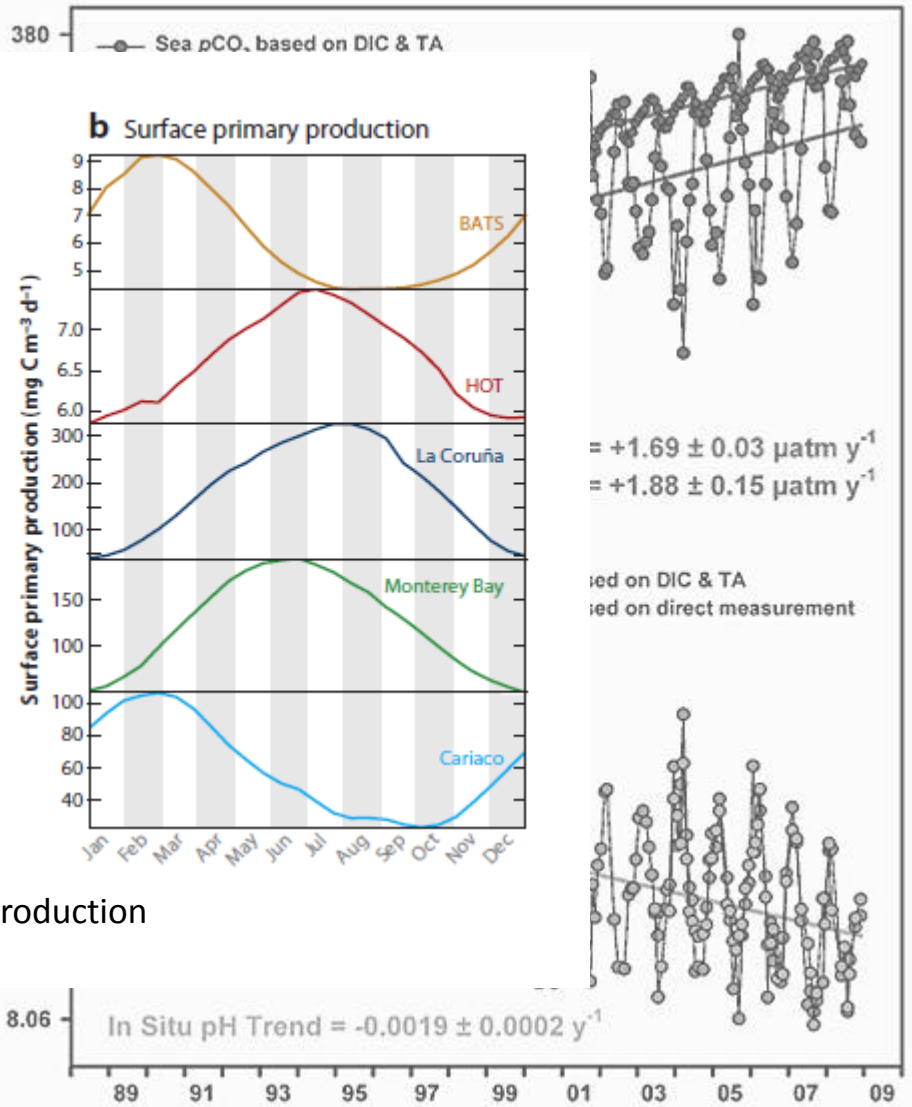 380
Sea pCO₂ based on DIC & TA
b Surface primary production
Surface primary production (mg C m⁻³ d⁻¹)
9
8
7
6
5
BATS
7.0
6.5
6.0
HOT
300
200
100
La Coruña
150
100
Monterey Bay
100
80
60
40
Cariaco
Jan Feb Mar Apr May Jun Jul Aug Sep Oct Nov Dec
roduction
= +1.69 ± 0.03 µatm y⁻¹
= +1.88 ± 0.15 µatm y⁻¹
sed on DIC & TA
sed on direct measurement
8.06
In Situ pH Trend = -0.0019 ± 0.0002 y⁻¹
89 91 93 95 97 99 01 03 05 07 09